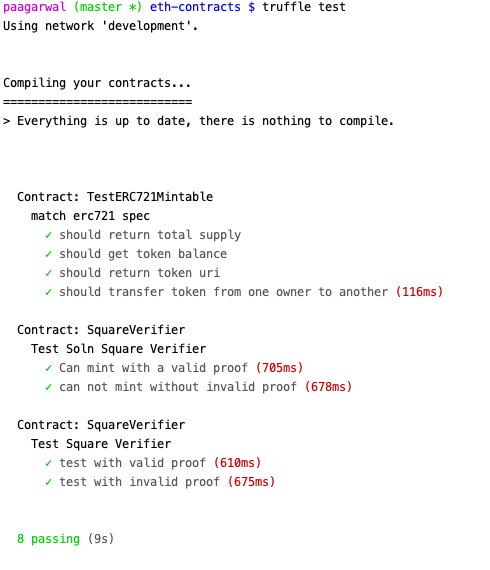 paagarwal (master *) eth-contracts $ truffle test
Using network 'development'.
Compiling your contracts...
===========================
> Everything is up to date, there is nothing to compile.
Contract: TestERC721Mintable
match erc721 spec
✓ should return total supply
✓ should get token balance
✓ should return token uri
✓ should transfer token from one owner to another (116ms)
Contract: SquareVerifier
Test Soln Square Verifier
✓ Can mint with a valid proof (705ms)
✓ can not mint without invalid proof (678ms)
Contract: SquareVerifier
Test Square Verifier
✓ test with valid proof (610ms)
✓ test with invalid proof (675ms)
8 passing (9s)